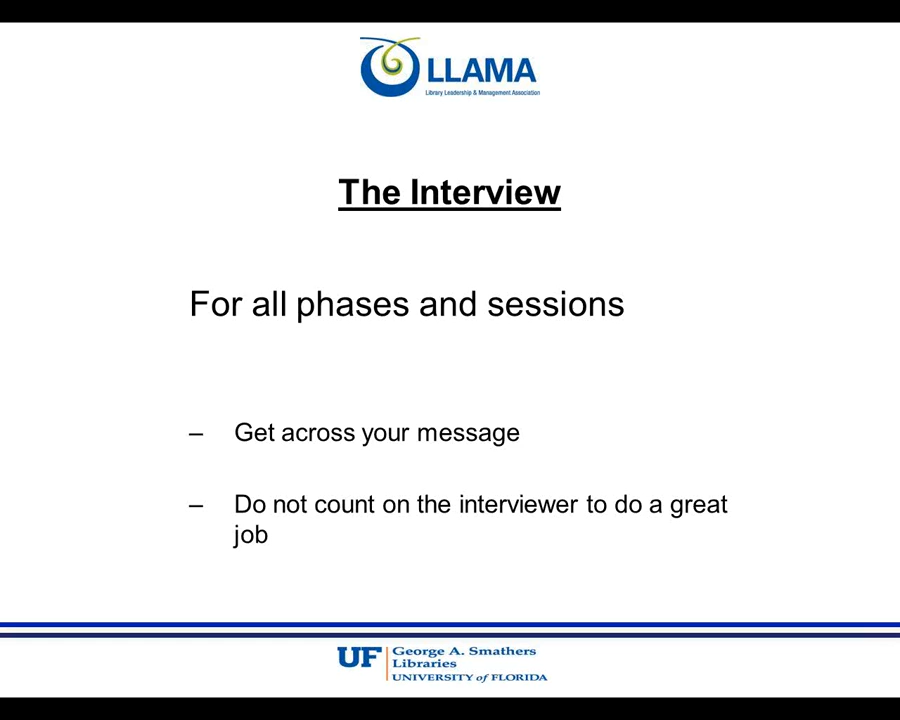 LLAMA
Library Leadership & Management Association
The Interview
For all phases and sessions
– Get across your message
– Do not count on the interviewer to do a great
job
UF George A. Smathers
Libraries
UNIVERSITY of FLORIDA